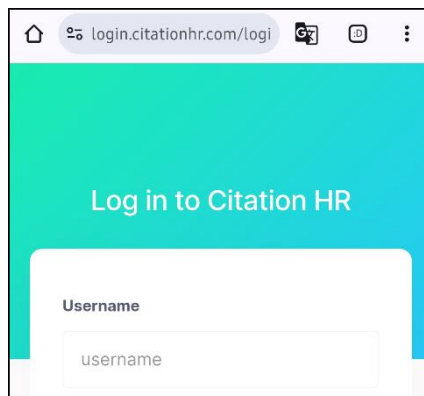 login.citationhr.com/logi
:D
Log in to Citation HR
Username
username